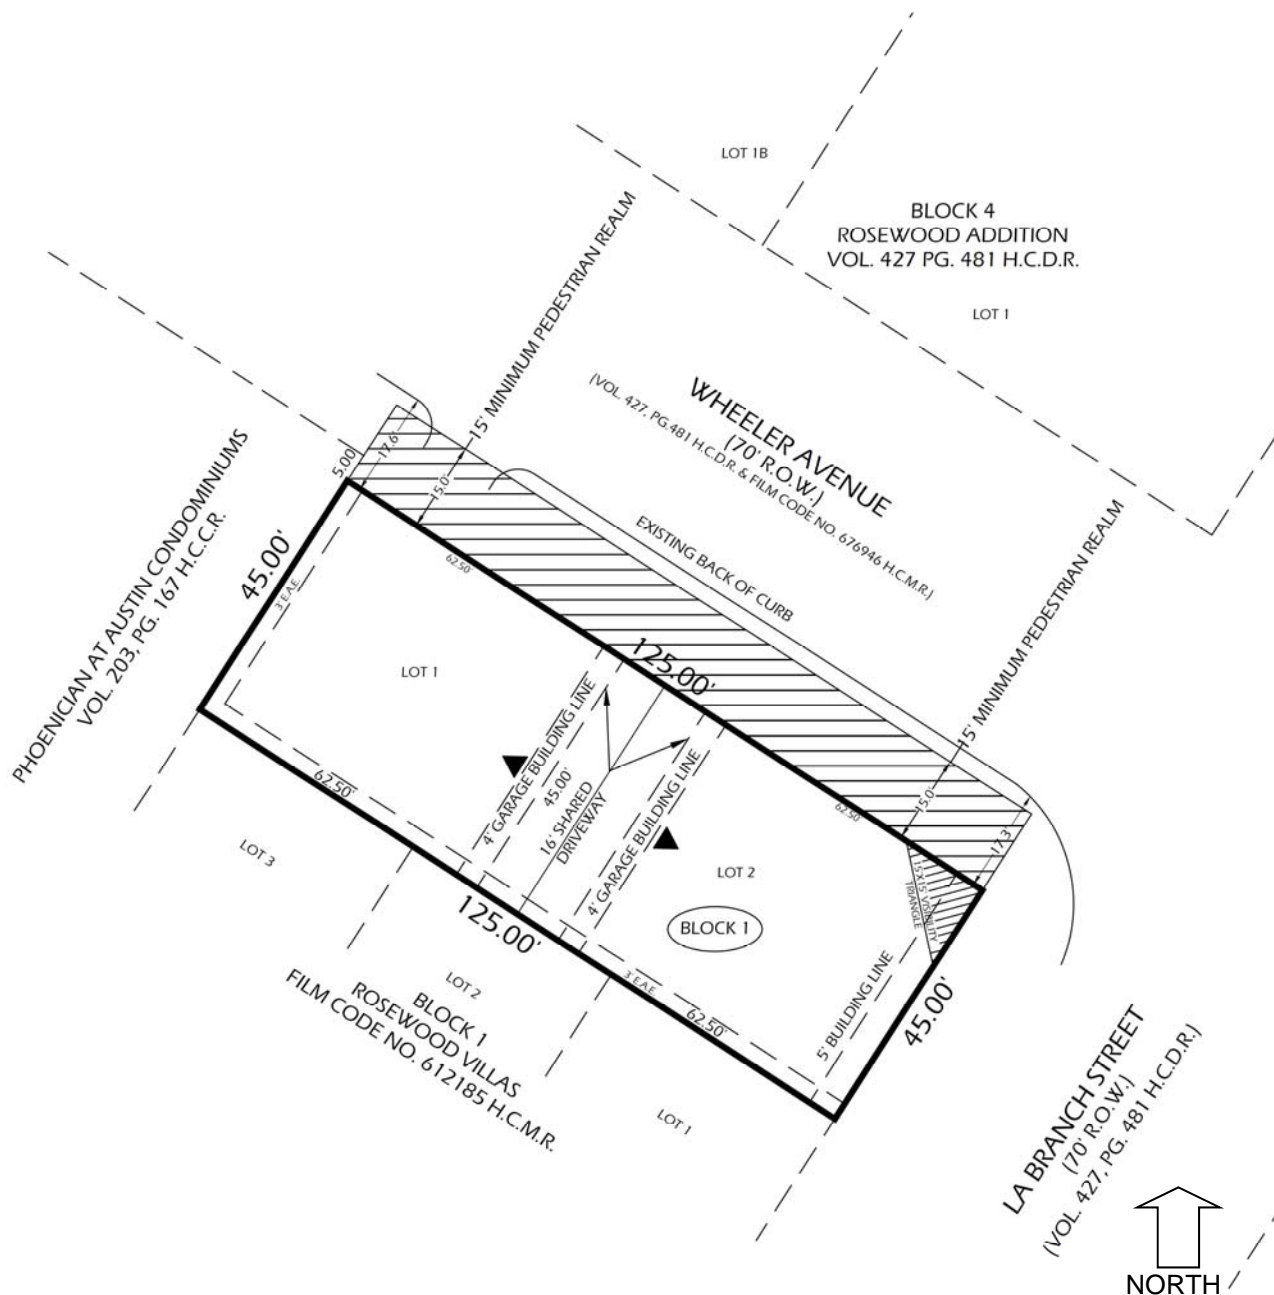 LOT 1B
BLOCK 4
ROSEWOOD ADDITION
VOL. 427 PG. 481 H.C.D.R.
LOT 1
15' MINIMUM PEDESTRIAN REALM
WHEELER AVENUE
(70' R.O.W.)
(VOL. 427, PG.481 H.C.D.R. & FILM CODE NO. 676946 H.C.M.R.)
EXISTING BACK OF CURB
15' MINIMUM PEDESTRIAN REALM
PHOENICIAN AT AUSTIN CONDOMINIUMS
VOL. 203, PG. 167 H.C.C.R.
5.00
17.6'
15.0'
45.00'
3' E.A.E.
62.50'
125.00'
LOT 1
4' GARAGE BUILDING LINE
45.00'
16' SHARED
DRIVEWAY
4' GARAGE BUILDING LINE
62.50'
15.0'
17.3'
15'X15' VISIBILITY
TRIANGLE
LOT 2
BLOCK 1
5' BUILDING LINE
45.00'
62.50'
125.00'
3' E.A.E.
62.50'
LOT 3
LOT 2
BLOCK 1
ROSEWOOD VILLAS
FILM CODE NO. 612185 H.C.M.R.
LOT 1
LA BRANCH STREET
(70' R.O.W.)
(VOL. 427, PG. 481 H.C.D.R.)
NORTH